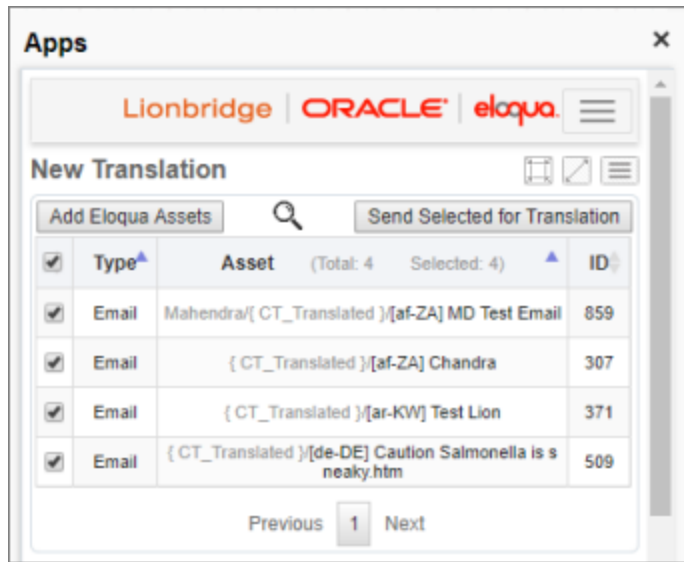 Apps
Lionbridge | ORACLE® | eloqua.
New Translation
Add Eloqua Assets Send Selected for Translation
Type Asset (Total: 4 Selected: 4) ID
Email Mahendra/{ CT_Translated }/[af-ZA] MD Test Email 859
Email { CT_Translated }/[af-ZA] Chandra 307
Email { CT_Translated }/[ar-KW] Test Lion 371
Email { CT_Translated }/[de-DE] Caution Salmonella is s 509
neaky.htm
Previous 1 Next